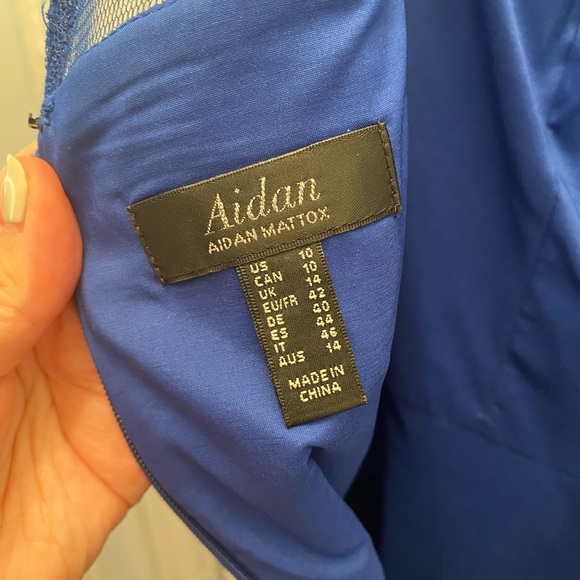 Aidan
AIDAN MATTOX
US 10
CAN 10
UK 14
EU/FR 42
DE 40
ES 44
IT 46
AUS 14
MADE IN
CHINA